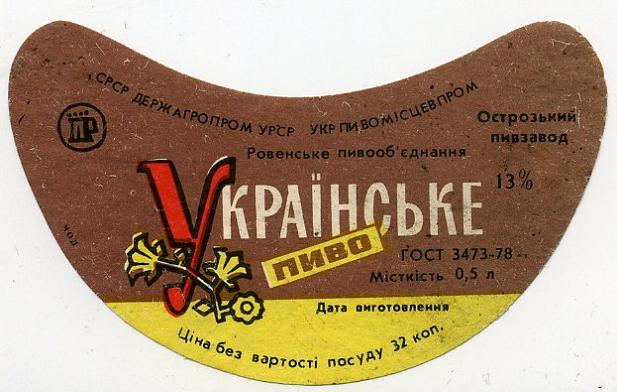 СРСР ДЕРЖАГРОПРОМ УРСР УКРПИВОМІСЦЕВПРОМ
ПР
Острозький
пивзавод
Ровенське пивооб'єднання
13%
УКРАЇНСЬКЕ
ПИВО
ГОСТ 3473-78
Місткість 0,5 л
Дата виготовлення
Ціна без вартості посуду 32 коп.